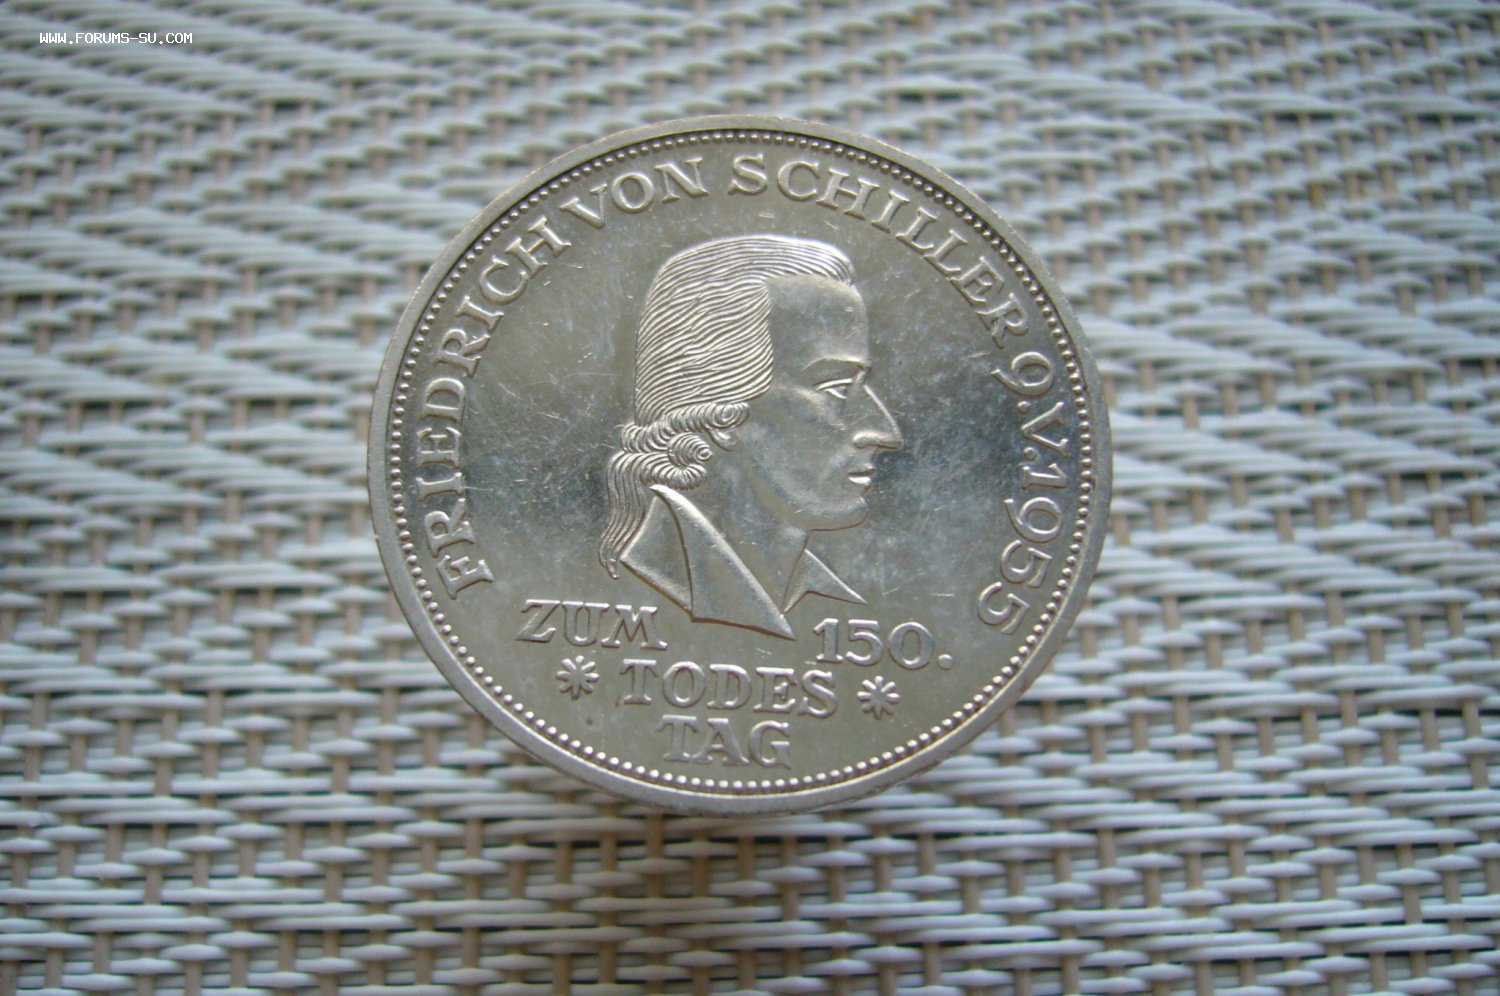 WWW.FORUMS-SU.COM
FRIEDRICH VON SCHILLER 9.V.1955
ZUM 150.
* TODES *
TAG